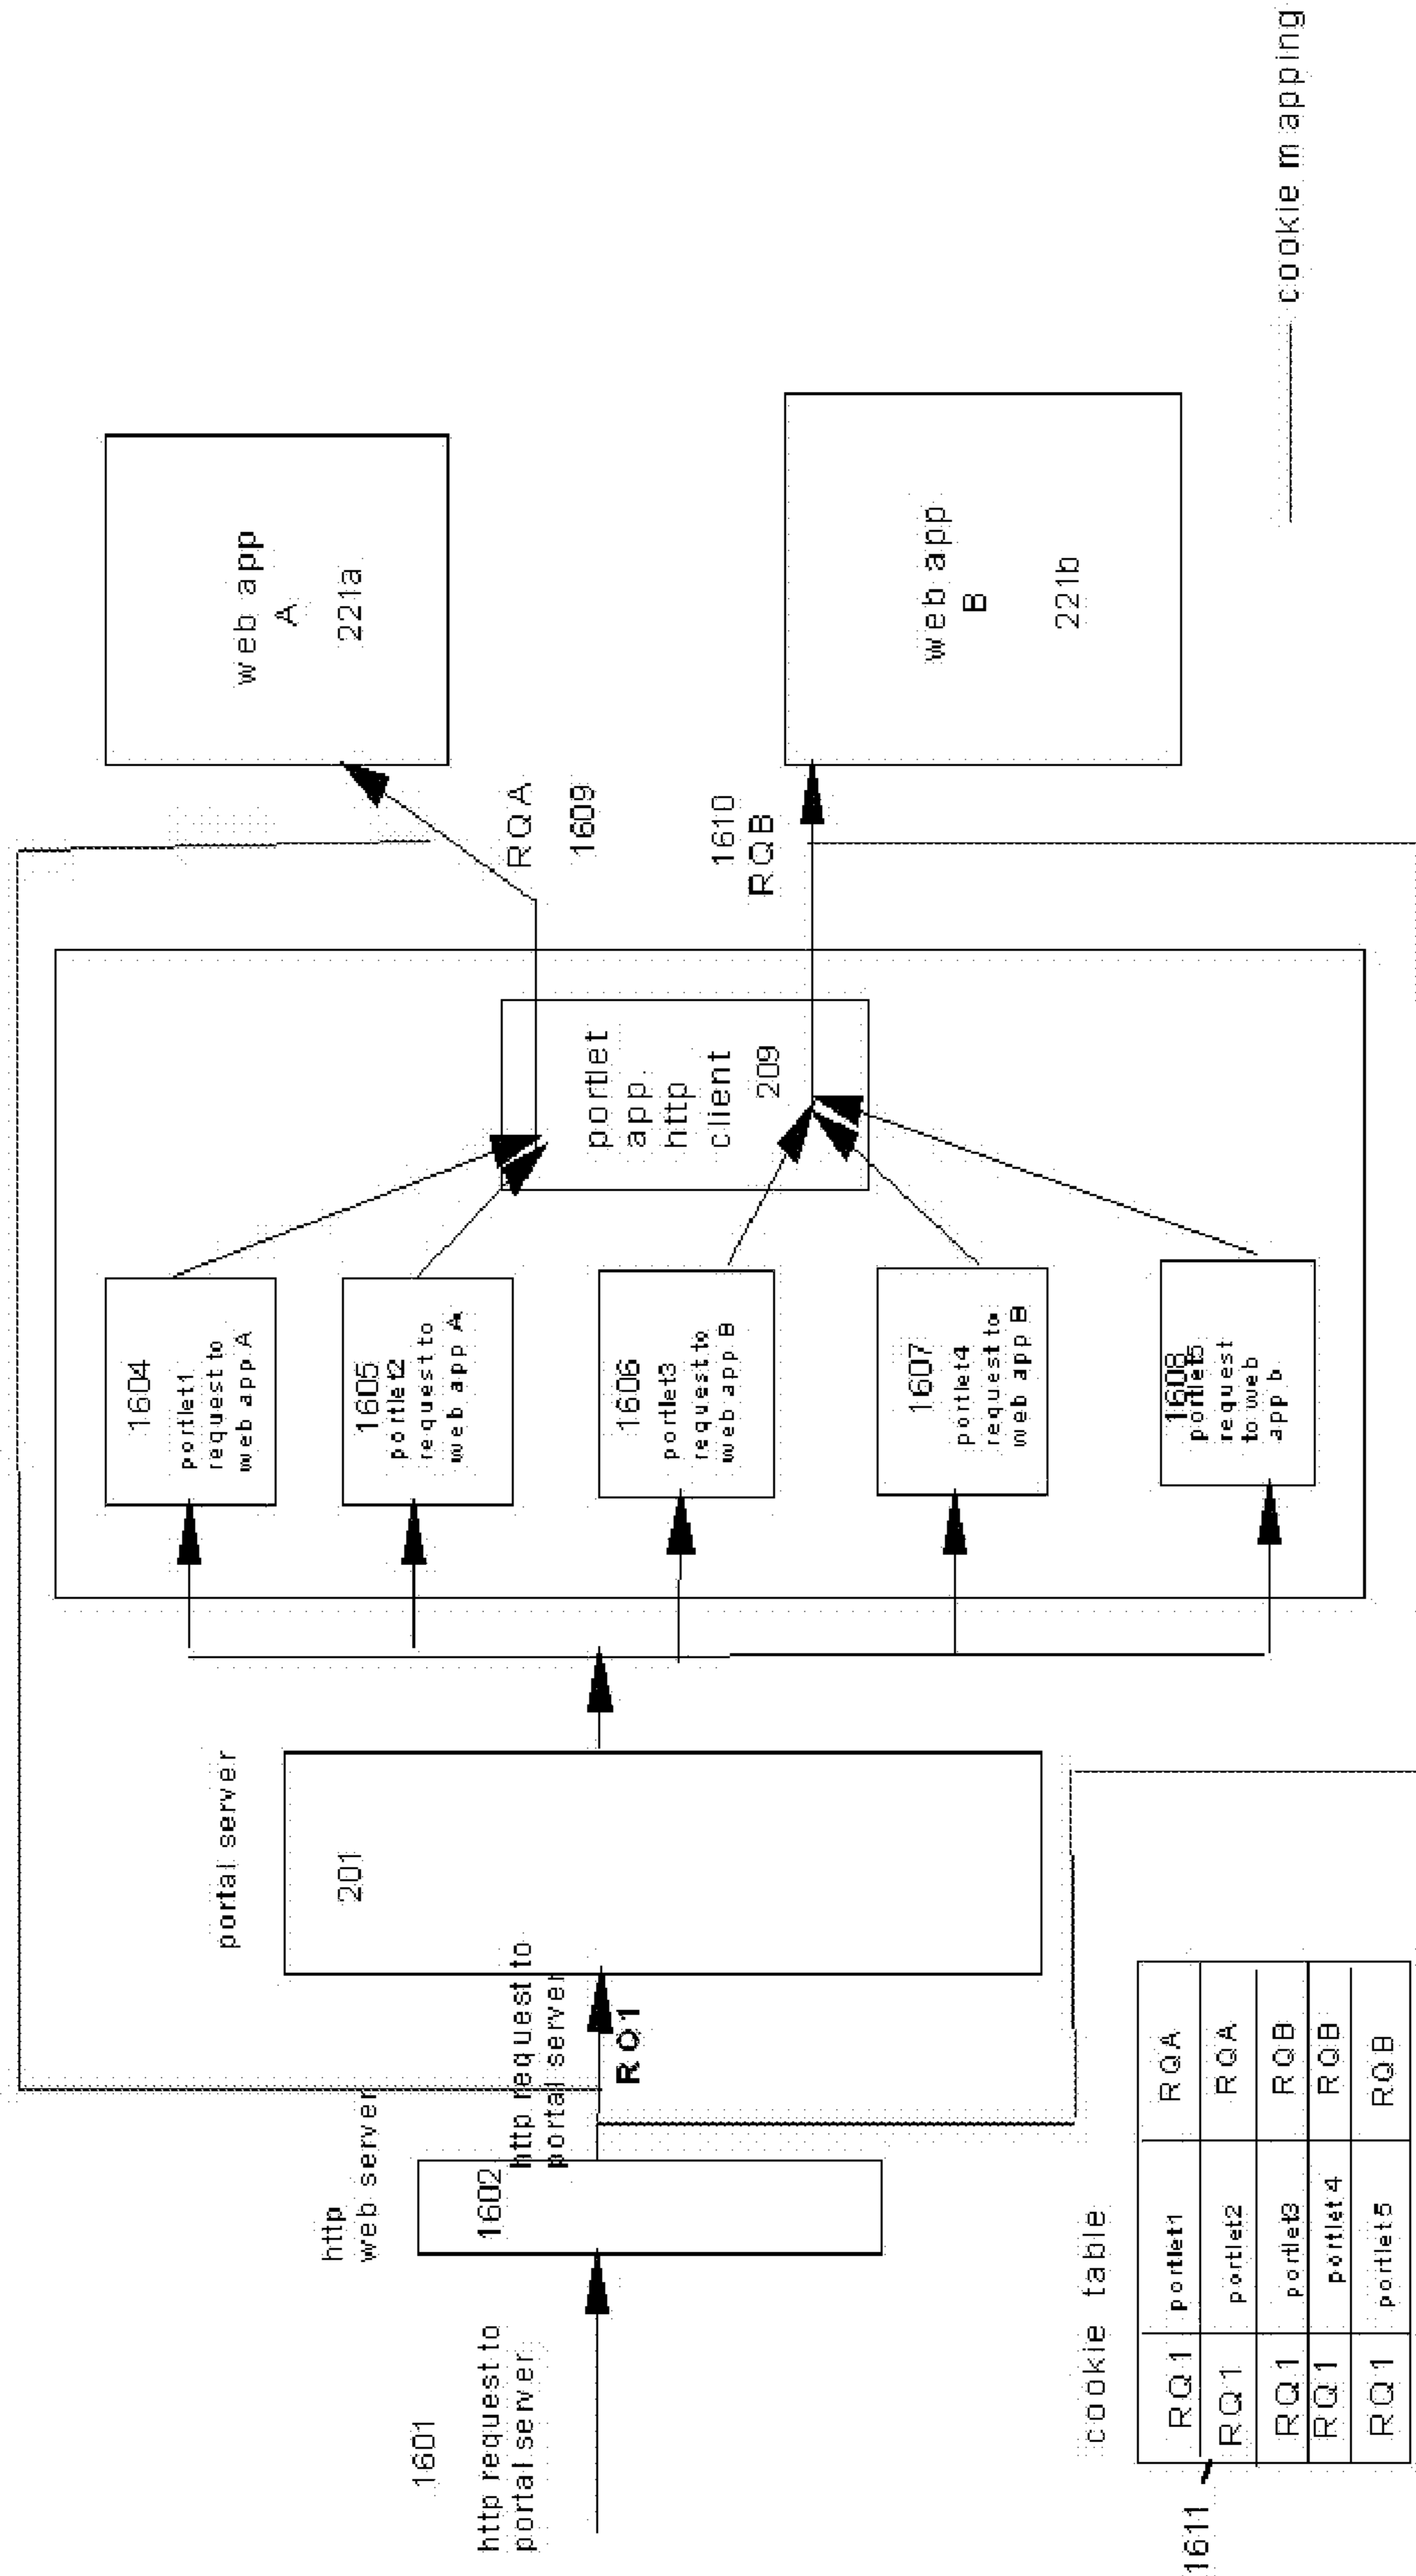 1601
http request to
portal server
http
web server
1602
http request to
portal server
RQ1
portal server
201
1604
portlet1
request to
web app A
1605
portlet2
request to
web app A
1606
portlet3
request to
web app B
1607
portlet4
request to
web app B
1608
portlet5
request
to web
app b
portlet
app.
http
client
209
RQA
1609
1610
RQB
web app
A
221a
web app
B
221b
cookie mapping
cookie table
RQ1 portlet1 RQA
RQ1 portlet2 RQA
RQ1 portlet3 RQB
RQ1 portlet 4 RQB
RQ1 portlet5 RQB
1611